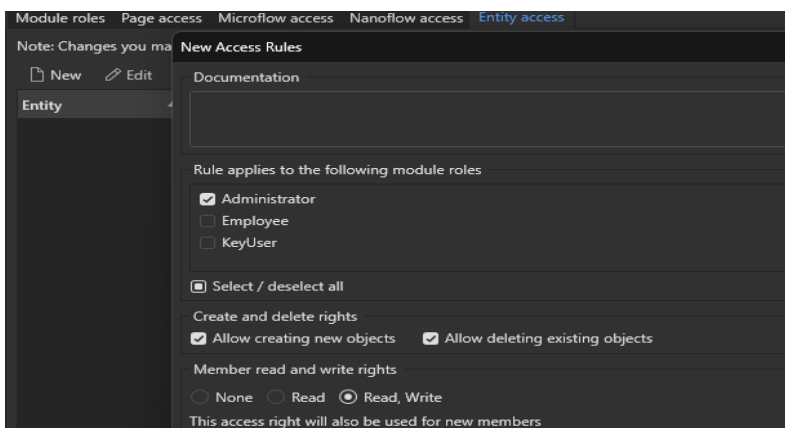 Module roles Page access Microflow access Nanoflow access Entity access
Note: Changes you ma
New Access Rules
New Edit
Documentation
Entity
Rule applies to the following module roles
Administrator
Employee
KeyUser
Select / deselect all
Create and delete rights
Allow creating new objects Allow deleting existing objects
Member read and write rights
None Read Read, Write
This access right will also be used for new members